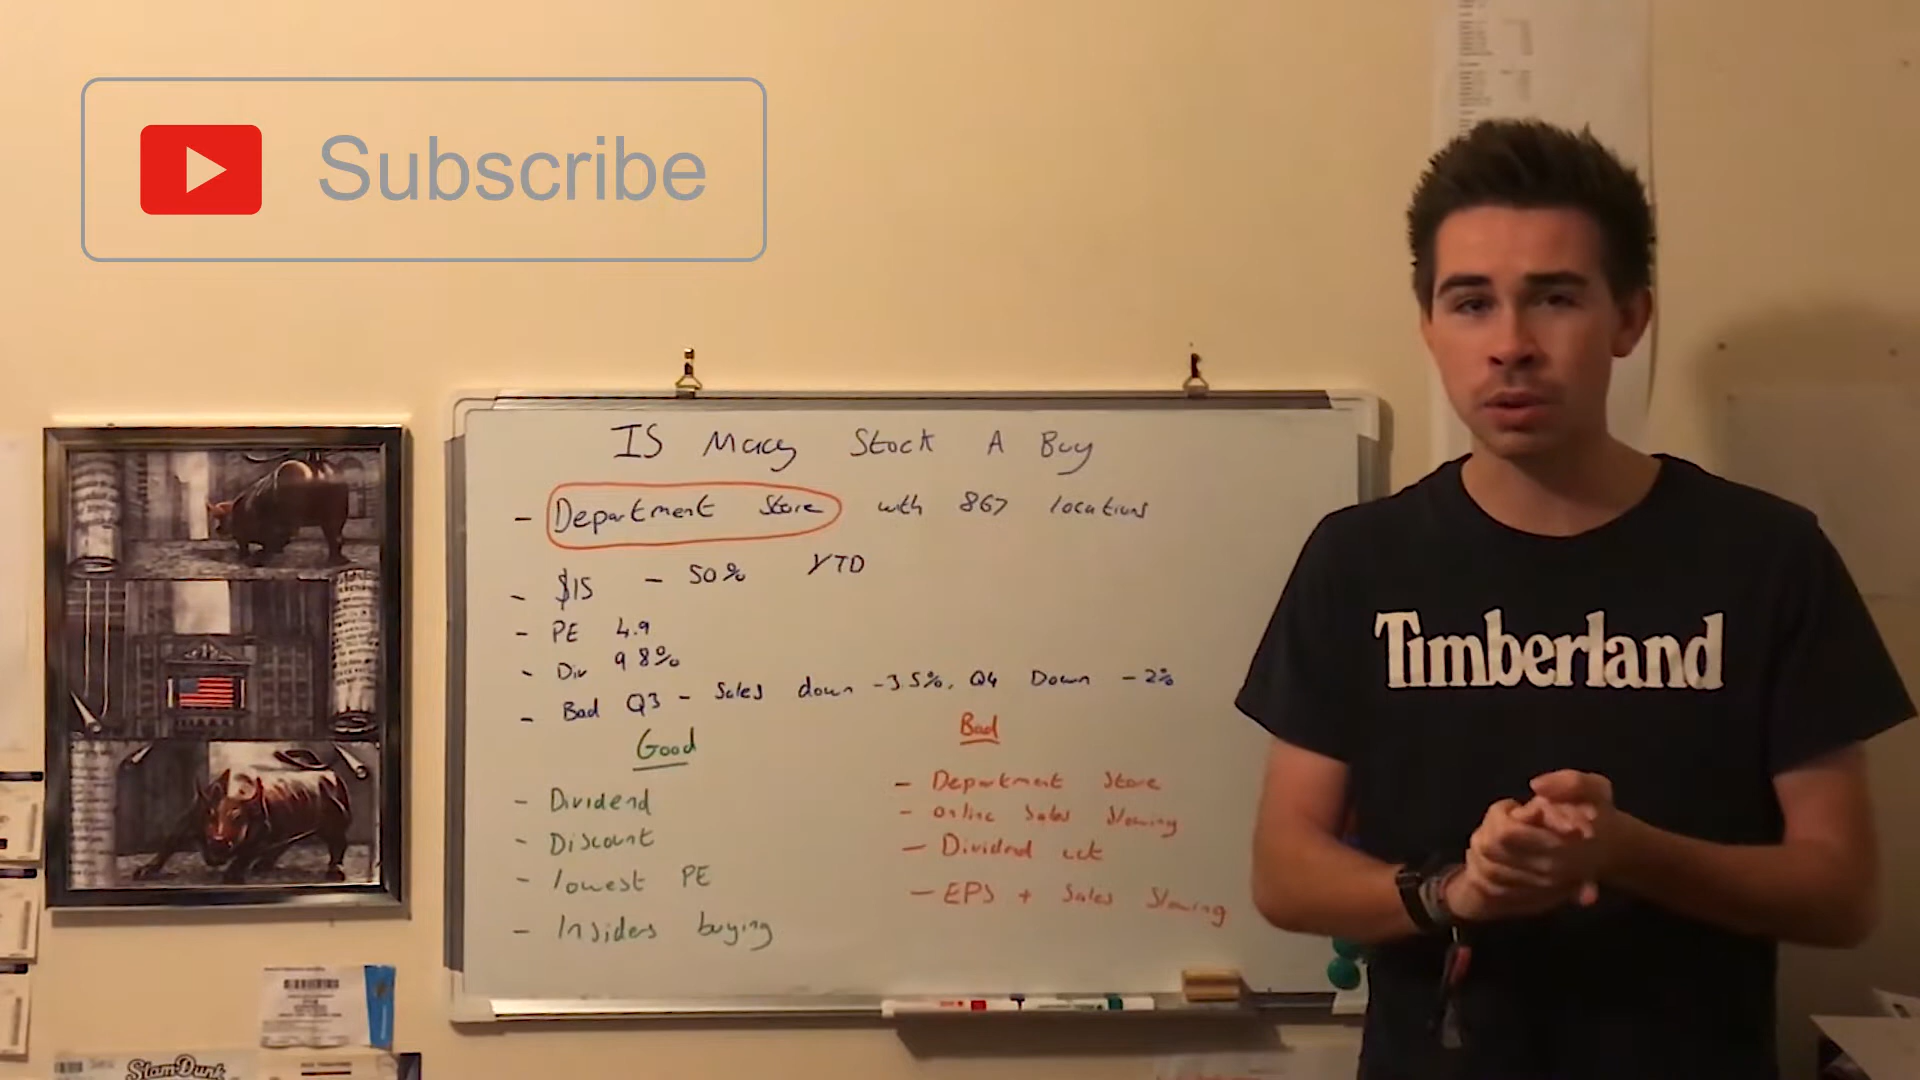 Subscribe
IS Macy Stock A Buy
- Department Store with 867 locations
- $15 - 50% YTD
- PE 4.9
- Div 9 8%
- Bad Q3 - Sales down -3.5%, Q4 Down -2%
Good
- Dividend
- Discount
- lowest PE
- Insiders buying
Bad
- Department Store
- online Sales Slowing
- Dividend cut
- EPS + Sales Slowing
Timberland
SlamDunk